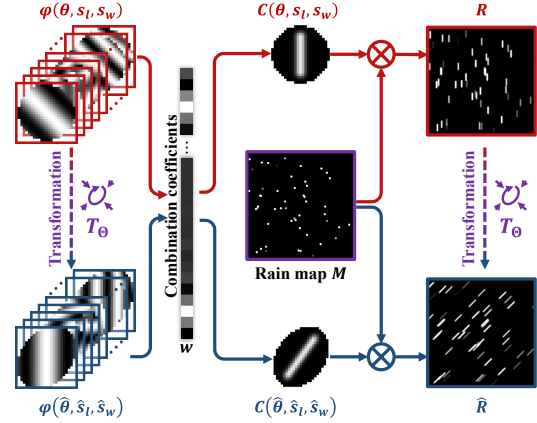 φ(θ, s_l, s_w)
C(θ, s_l, s_w)
R
Transformation
T_Θ
Combination coefficients
...
w
Rain map M
Transformation
T_Θ
φ(θ̂, ŝ_l, ŝ_w)
C(θ̂, ŝ_l, ŝ_w)
R̂